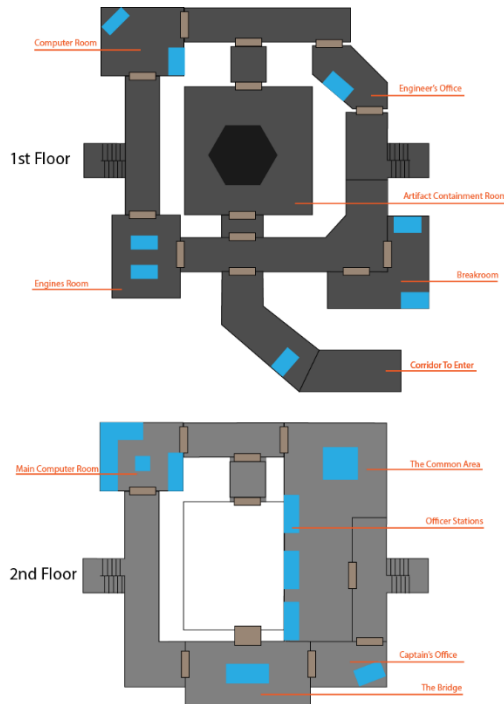 Computer Room
Engineer's Office
1st Floor
Artifact Containment Room
Engines Room
Breakroom
Corridor To Enter
Main Computer Room
The Common Area
Officer Stations
2nd Floor
Captain's Office
The Bridge